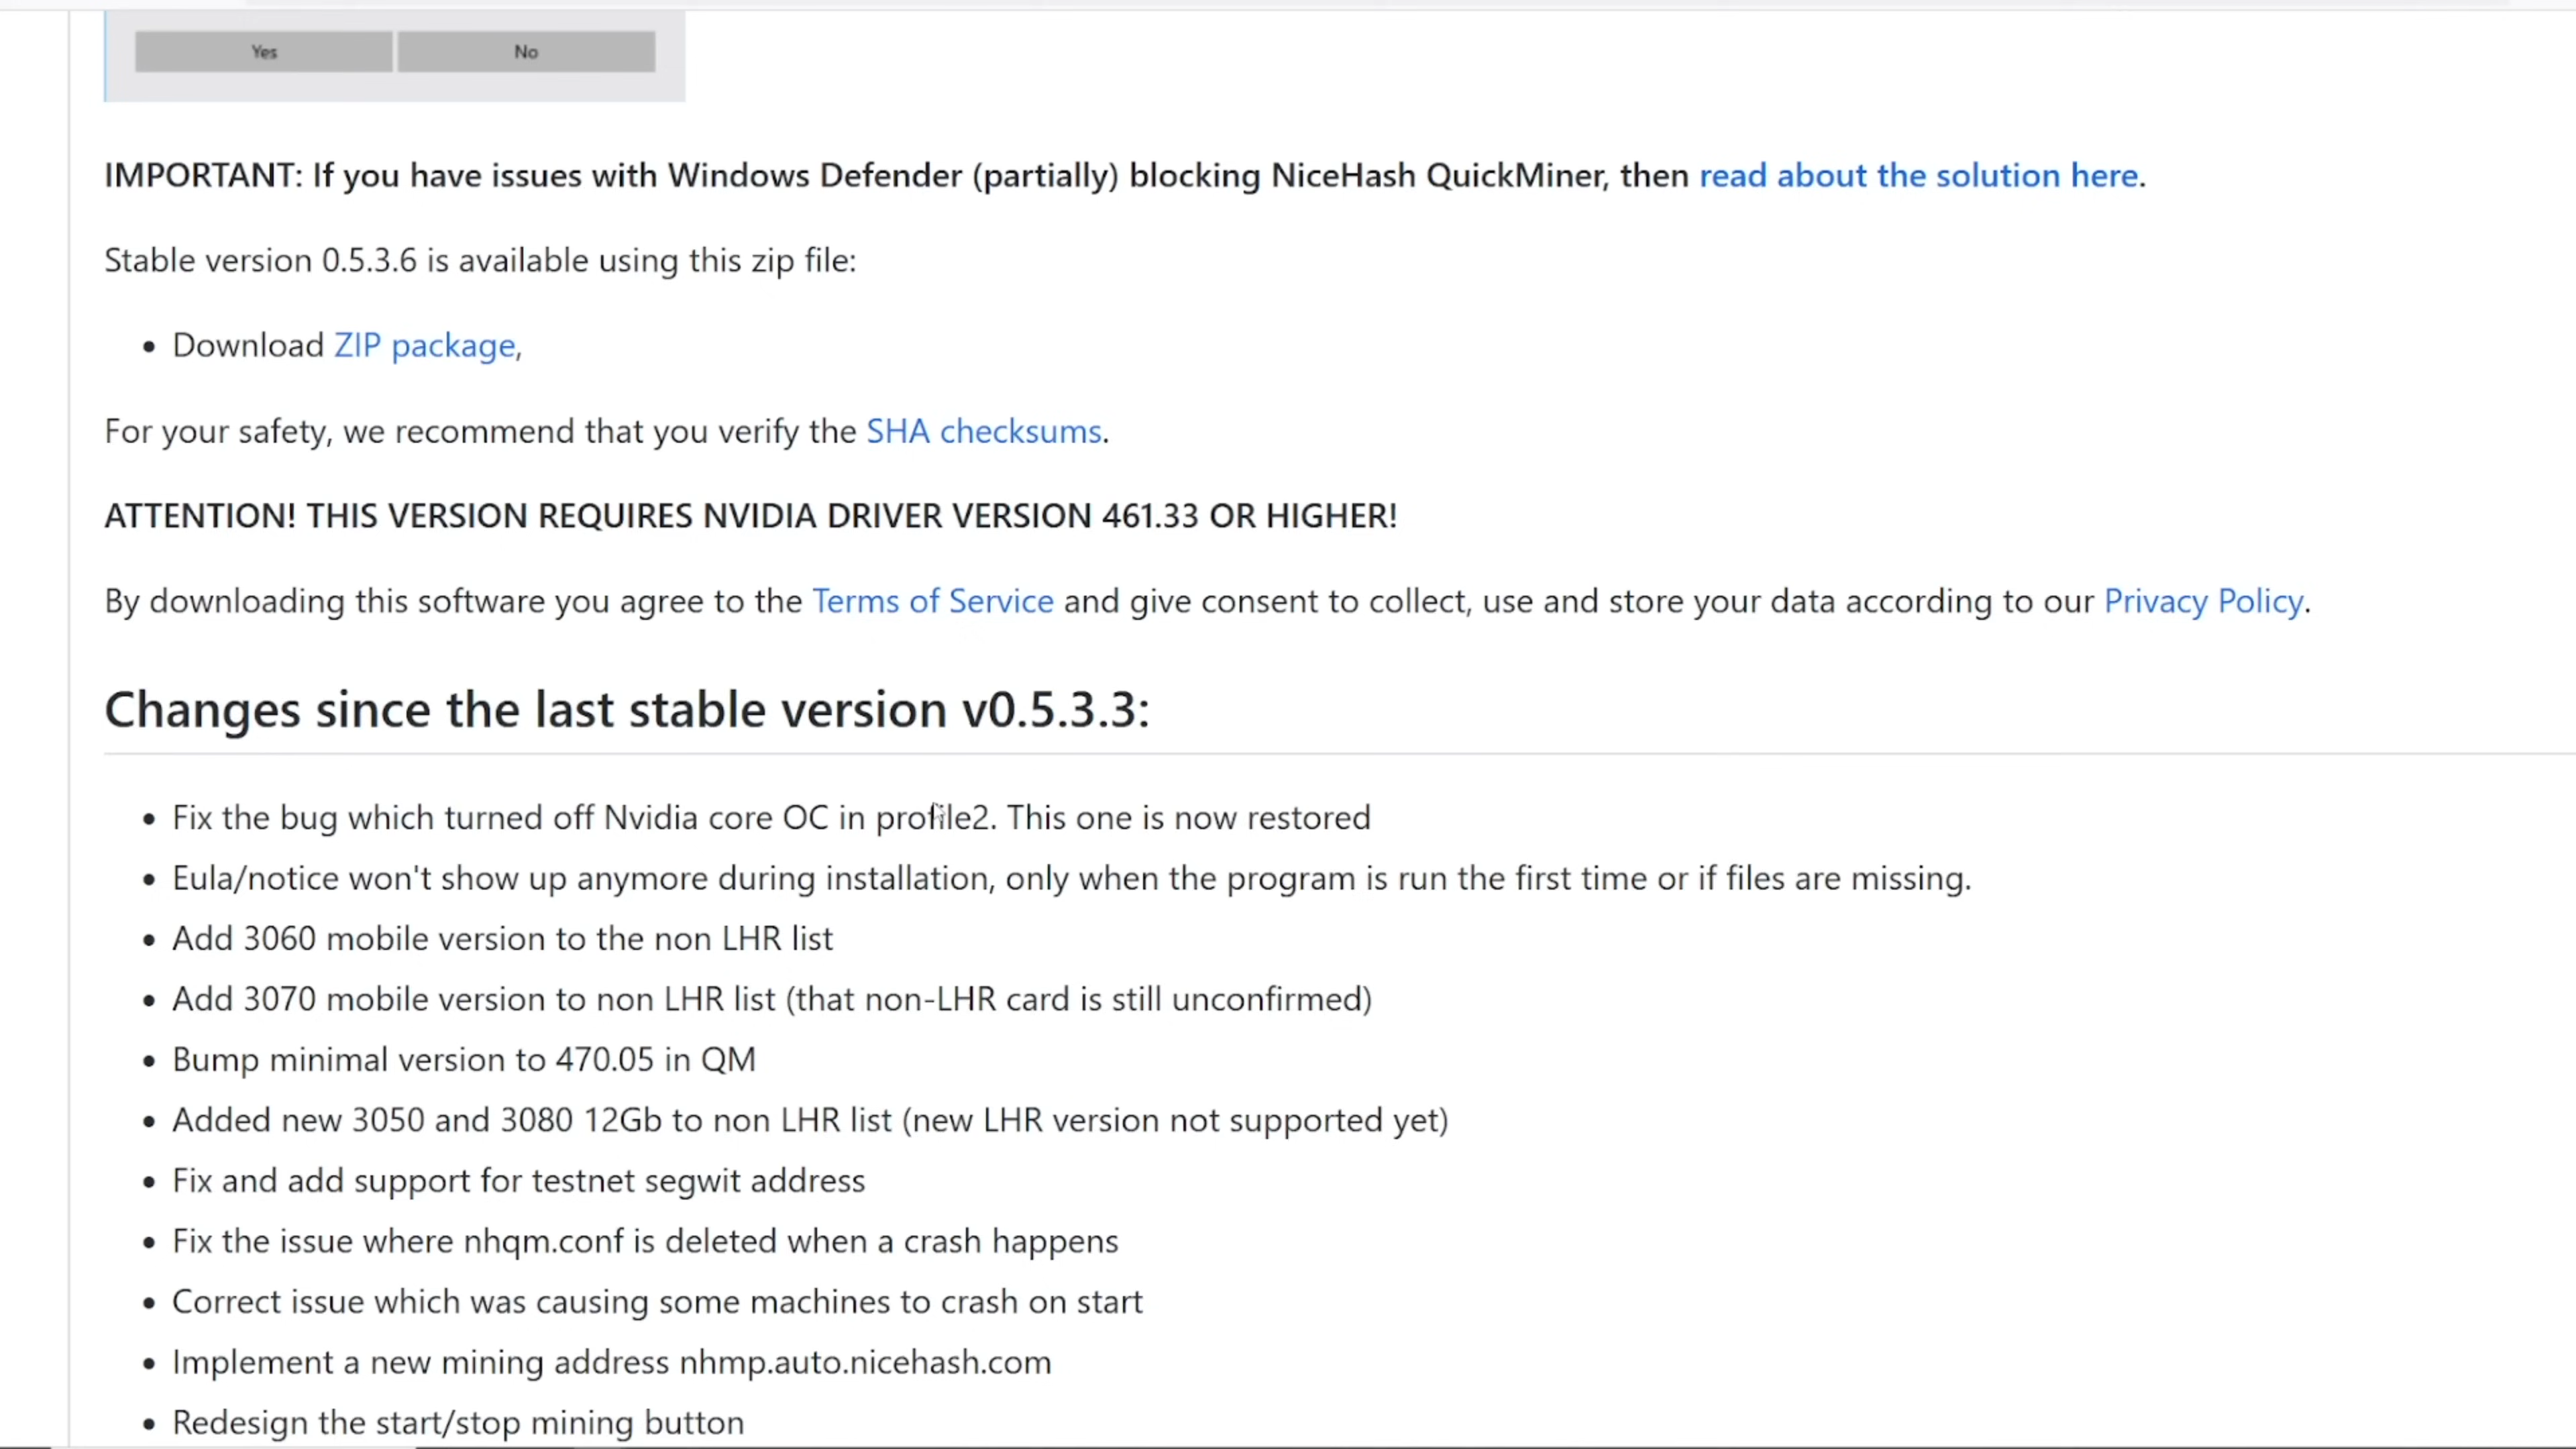 Yes No
IMPORTANT: If you have issues with Windows Defender (partially) blocking NiceHash QuickMiner, then read about the solution here.
Stable version 0.5.3.6 is available using this zip file:
• Download ZIP package,
For your safety, we recommend that you verify the SHA checksums.
ATTENTION! THIS VERSION REQUIRES NVIDIA DRIVER VERSION 461.33 OR HIGHER!
By downloading this software you agree to the Terms of Service and give consent to collect, use and store your data according to our Privacy Policy.
Changes since the last stable version v0.5.3.3:
• Fix the bug which turned off Nvidia core OC in profile2. This one is now restored
• Eula/notice won't show up anymore during installation, only when the program is run the first time or if files are missing.
• Add 3060 mobile version to the non LHR list
• Add 3070 mobile version to non LHR list (that non-LHR card is still unconfirmed)
• Bump minimal version to 470.05 in QM
• Added new 3050 and 3080 12Gb to non LHR list (new LHR version not supported yet)
• Fix and add support for testnet segwit address
• Fix the issue where nhqm.conf is deleted when a crash happens
• Correct issue which was causing some machines to crash on start
• Implement a new mining address nhmp.auto.nicehash.com
• Redesign the start/stop mining button